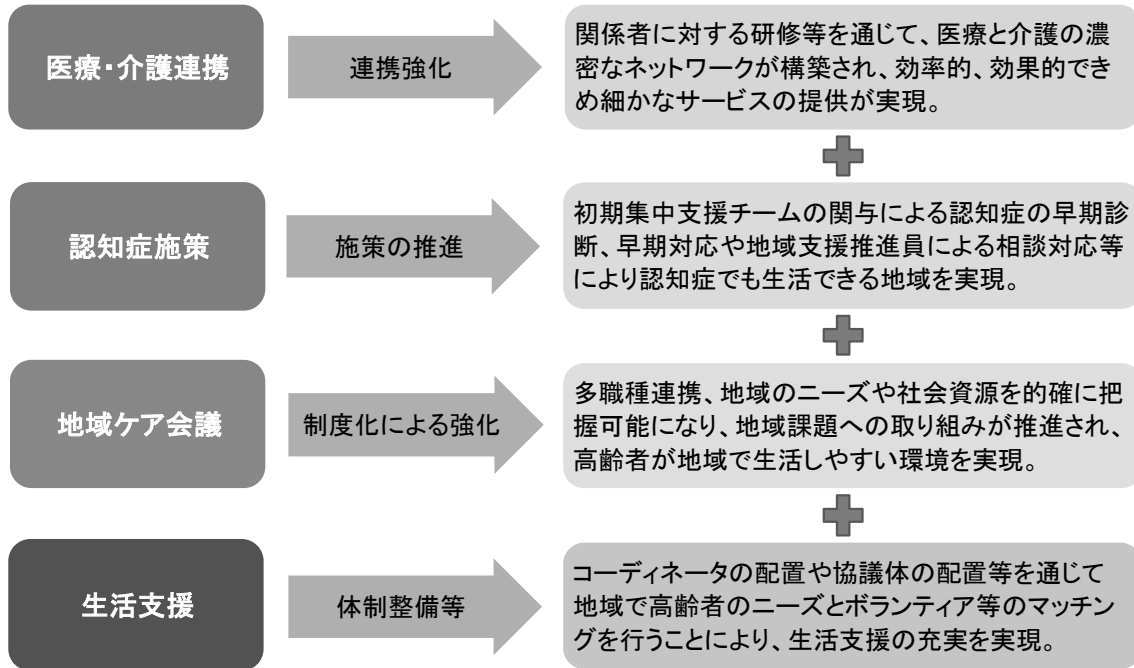 医療・介護連携
連携強化
関係者に対する研修等を通じて、医療と介護の濃
密なネットワークが構築され、効率的、効果的でき
め細かなサービスの提供が実現。
認知症施策
施策の推進
初期集中支援チームの関与による認知症の早期診
断、早期対応や地域支援推進員による相談対応等
により認知症でも生活できる地域を実現。
地域ケア会議
制度化による強化
多職種連携、地域のニーズや社会資源を的確に把
握可能になり、地域課題への取り組みが推進され、
高齢者が地域で生活しやすい環境を実現。
生活支援
体制整備等
コーディネータの配置や協議体の配置等を通じて
地域で高齢者のニーズとボランティア等のマッチン
グを行うことにより、生活支援の充実を実現。